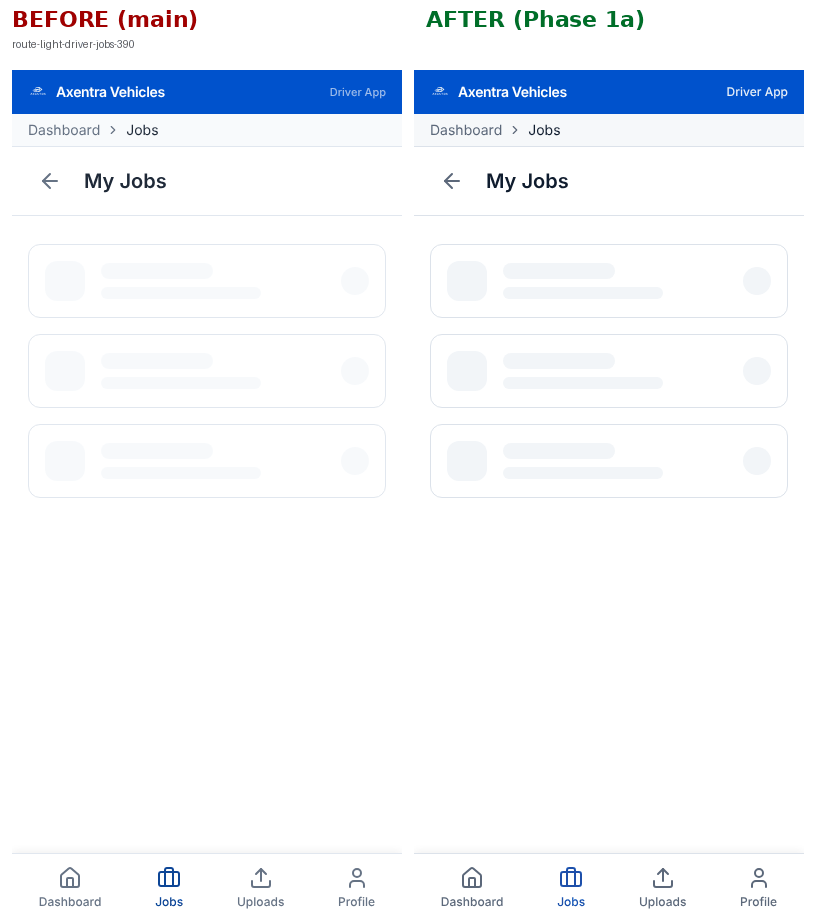 BEFORE (main)
AFTER (Phase 1a)
route-light-driver-jobs-390
Axentra Vehicles
Driver App
Axentra Vehicles
Driver App
Dashboard > Jobs
Dashboard > Jobs
My Jobs
My Jobs
Dashboard
Jobs
Uploads
Profile
Dashboard
Jobs
Uploads
Profile